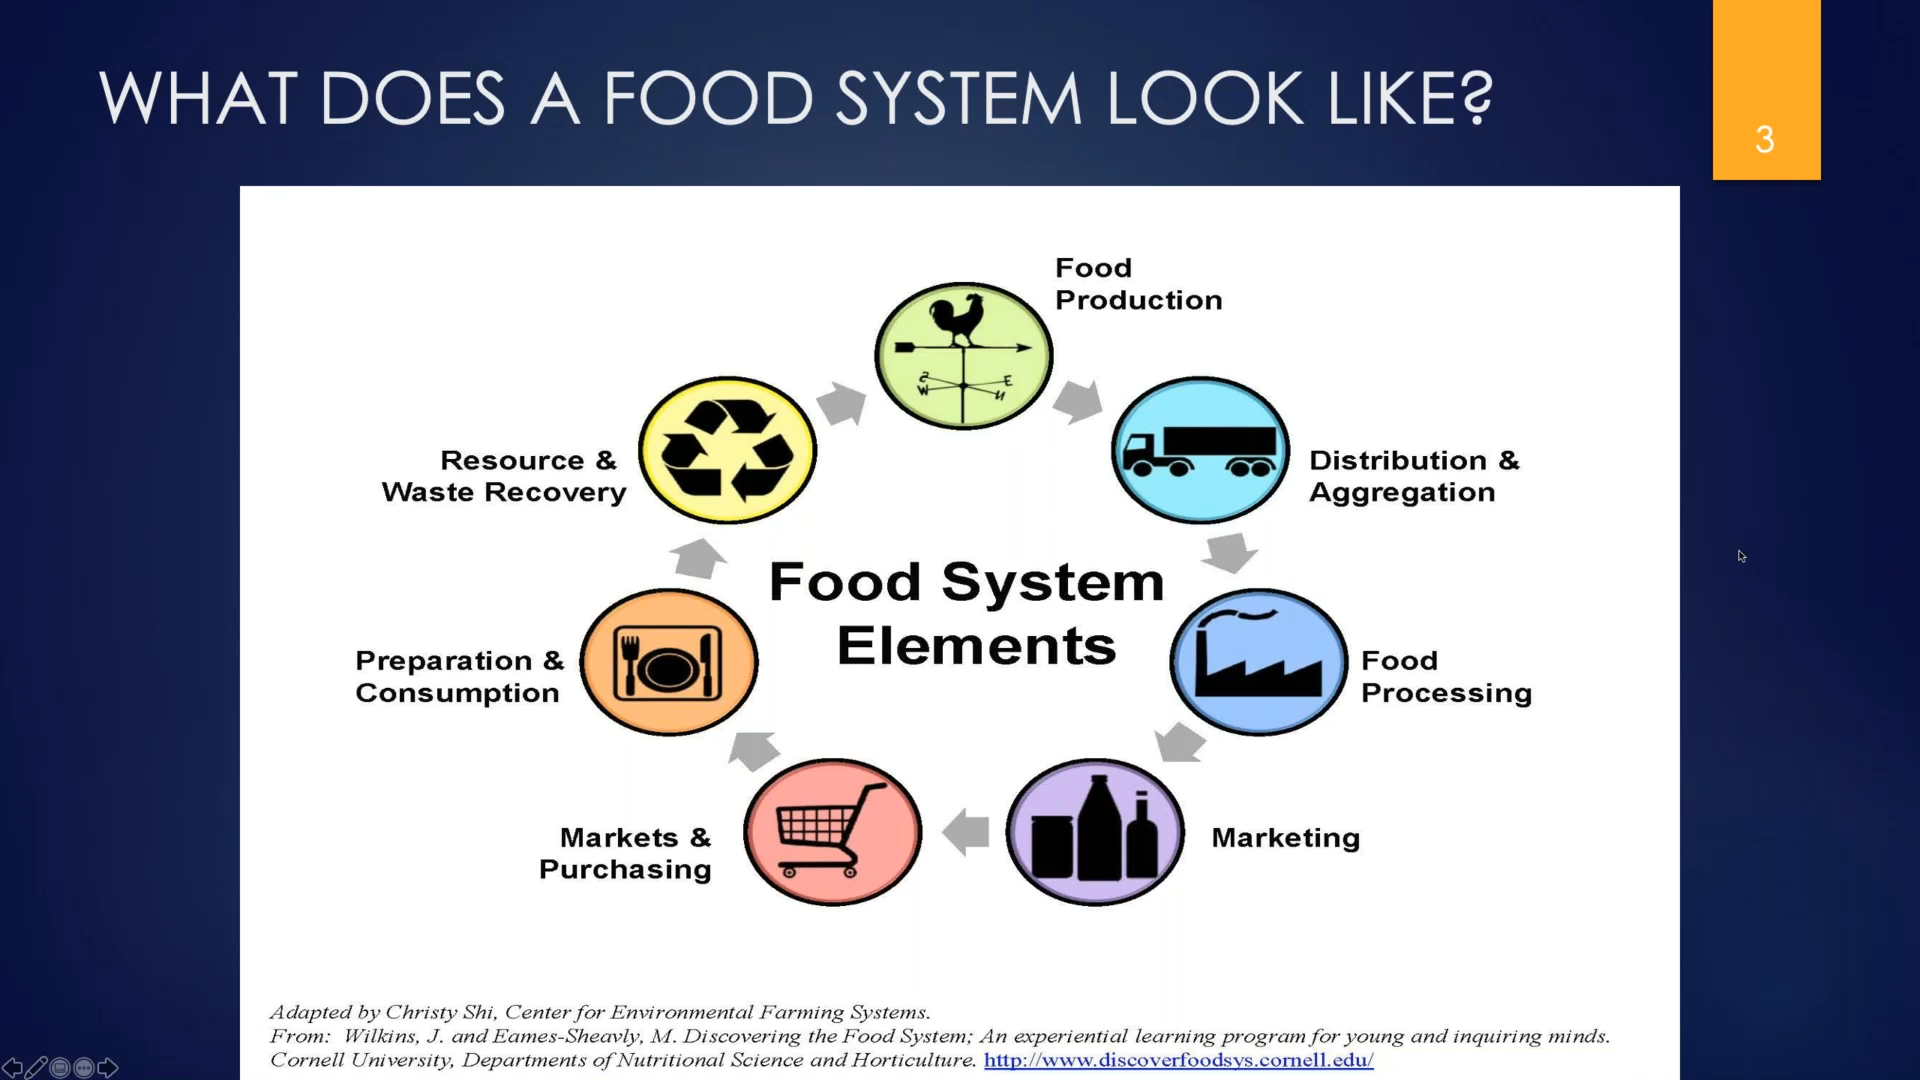 WHAT DOES A FOOD SYSTEM LOOK LIKE?
3
Food
Production
S
E
W
N
Resource &
Waste Recovery
Distribution &
Aggregation
Food System
Elements
Preparation &
Consumption
Food
Processing
Markets &
Purchasing
Marketing
Adapted by Christy Shi, Center for Environmental Farming Systems.
From: Wilkins, J. and Eames-Sheavly, M. Discovering the Food System; An experiential learning program for young and inquiring minds.
Cornell University, Departments of Nutritional Science and Horticulture. http://www.discoverfoodsys.cornell.edu/